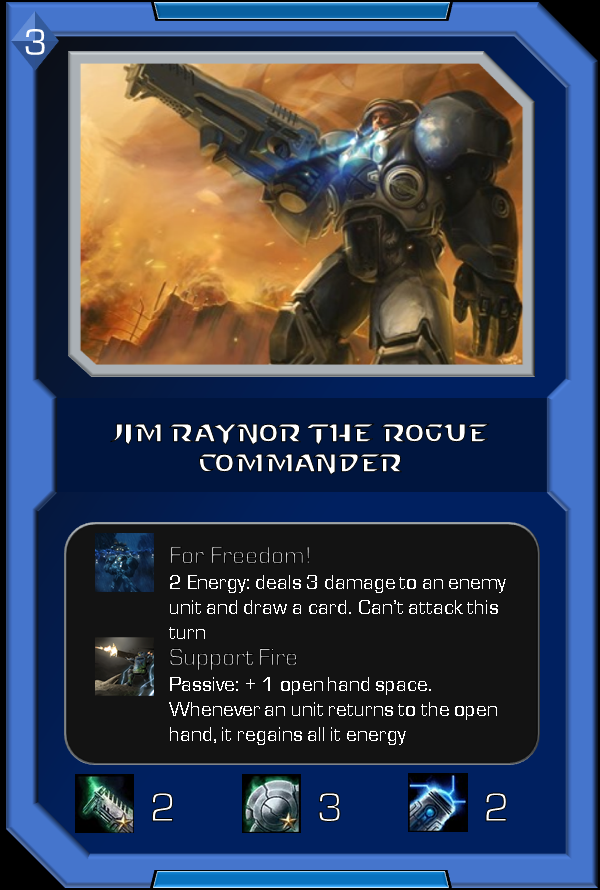 3
JIM RAYNOR THE ROGUE
COMMANDER
For Freedom!
2 Energy: deals 3 damage to an enemy
unit and draw a card. Can't attack this
turn
Support Fire
Passive: + 1 open hand space.
Whenever an unit returns to the open
hand, it regains all it energy
2 3 2